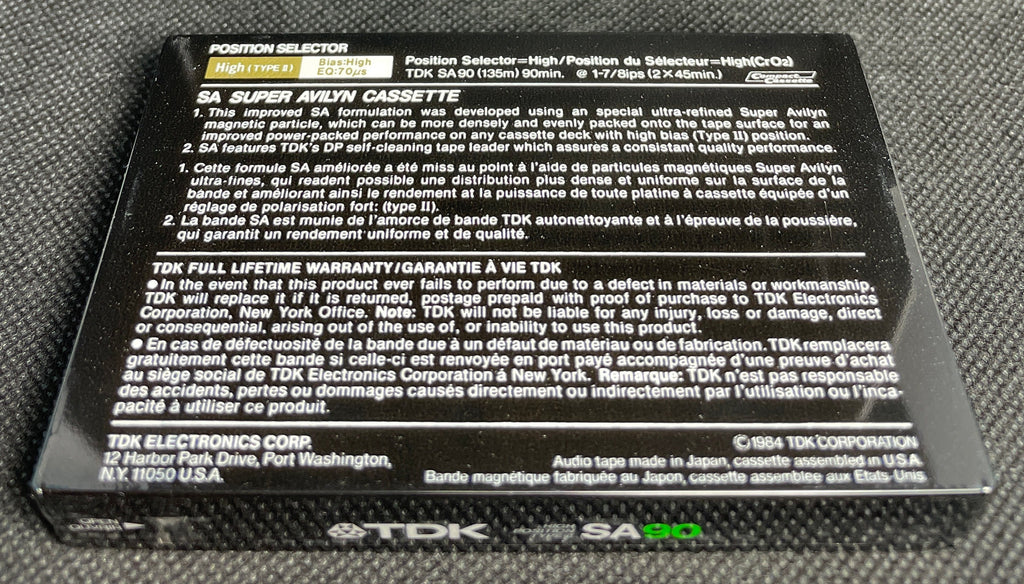 POSITION SELECTOR
High (TYPE II) Bias:High
EQ:70μs
Position Selector=High/Position du Sélecteur=High(CrO2)
TDK SA90 (135m) 90min. @ 1-7/8ips (2×45min.)
Compact
Cassette
SA SUPER AVILYN CASSETTE
1. This improved SA formulation was developed using an special ultra-refined Super Avilyn
magnetic particle, which can be more densely and evenly packed onto the tape surface for an
improved power-packed performance on any cassette deck with high bias (Type II) position.
2. SA features TDK's DP self-cleaning tape leader which assures a consistant quality performance.
1. Cette formule SA améliorée a été miss au point à l'aide de particules magnétiques Super Avilyn
ultra-fines, qui readent possible une distribution plus dense et uniforme sur la surface de la
bande et améliorant ainsi le rendement at la puissance de toute platine à cassette équipée d'un
réglage de polarisation fort: (type II).
2. La bande SA est munie de l'amorce de bande TDK autonettoyante et à l'épreuve de la poussière,
qui garantit un rendement uniforme et de qualité.
TDK FULL LIFETIME WARRANTY/GARANTIE À VIE TDK
● In the event that this product ever fails to perform due to a defect in materials or workmanship,
TDK will replace it if it is returned, postage prepaid with proof of purchase to TDK Electronics
Corporation, New York Office. Note: TDK will not be liable for any injury, loss or damage, direct
or consequential, arising out of the use of, or inability to use this product.
● En cas de défectuosité de la bande due à un défaut de matériau ou de fabrication. TDK remplacera
gratuitement cette bande si celle-ci est renvoyée en port payé accompagnée d'une preuve d'achat
au siège social de TDK Electronics Corporation á New York. Remarque: TDK n'est pas responsable
des accidents, pertes ou dommages causés directement ou indirectement par l'utilisation ou l'inca-
pacité à utiliser ce produit.
TDK ELECTRONICS CORP.
12 Harbor Park Drive, Port Washington,
N.Y. 11050 U.S.A.
©1984 TDK CORPORATION
Audio tape made in Japan, cassette assembled in U.S.A.
Bande magnétique fabriquée au Japon, cassette assemblee aux Etats-Unis
OPEN
OUVRIR
TDK SA90